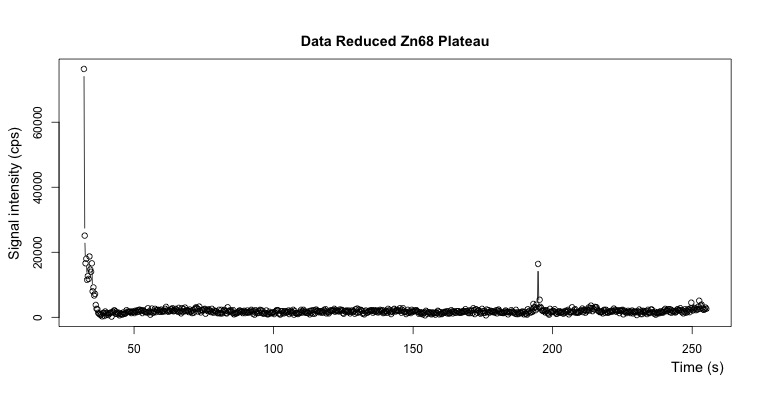 Data Reduced Zn68 Plateau
Signal intensity (cps)
60000
40000
20000
0
50 100 150 200 250
Time (s)